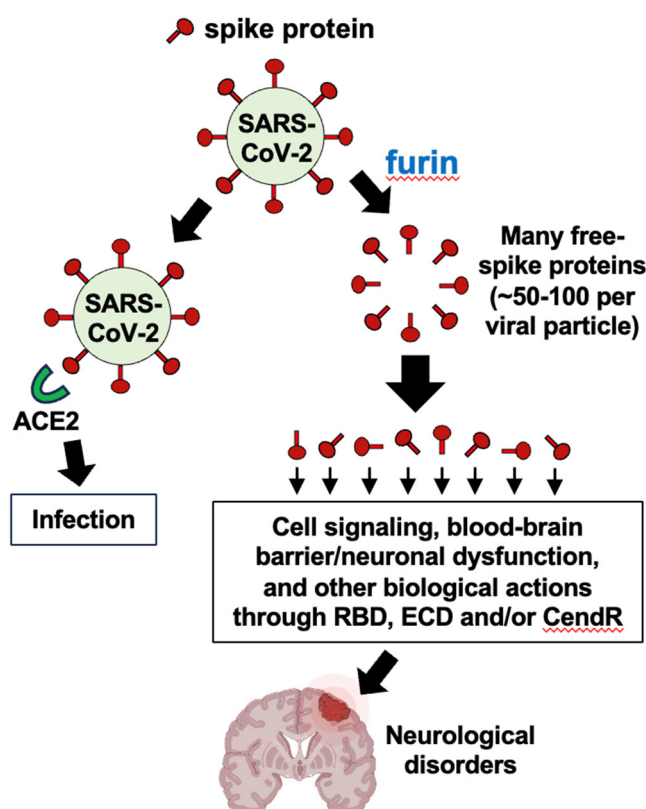 spike protein
SARS-
CoV-2
furin
Many free-
spike proteins
(~50-100 per
viral particle)
SARS-
CoV-2
ACE2
Infection
Cell signaling, blood-brain
barrier/neuronal dysfunction,
and other biological actions
through RBD, ECD and/or CendR
Neurological
disorders